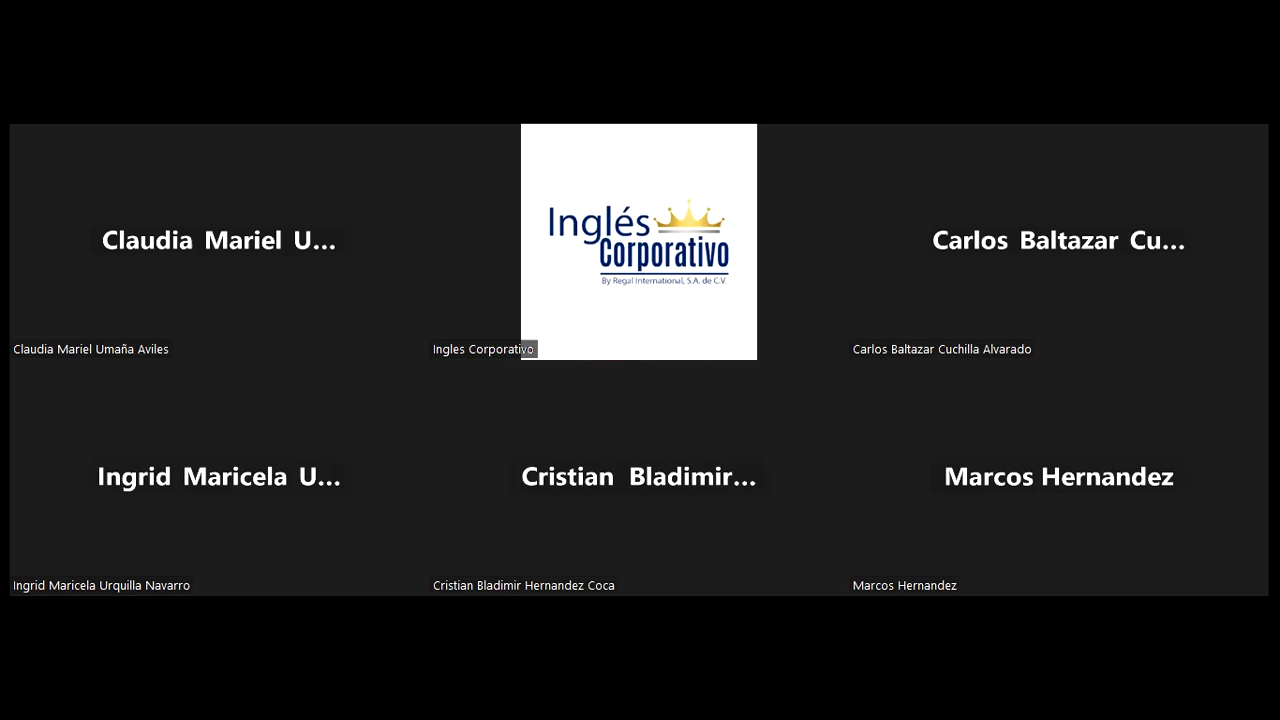 Claudia Mariel U...
Inglés
Corporativo
By Regal International, S.A. de C.V.
Carlos Baltazar Cu...
Claudia Mariel Umaña Aviles
Ingles Corporativo
Carlos Baltazar Cuchilla Alvarado
Ingrid Maricela U...
Cristian Bladimir...
Marcos Hernandez
Ingrid Maricela Urquilla Navarro
Cristian Bladimir Hernandez Coca
Marcos Hernandez